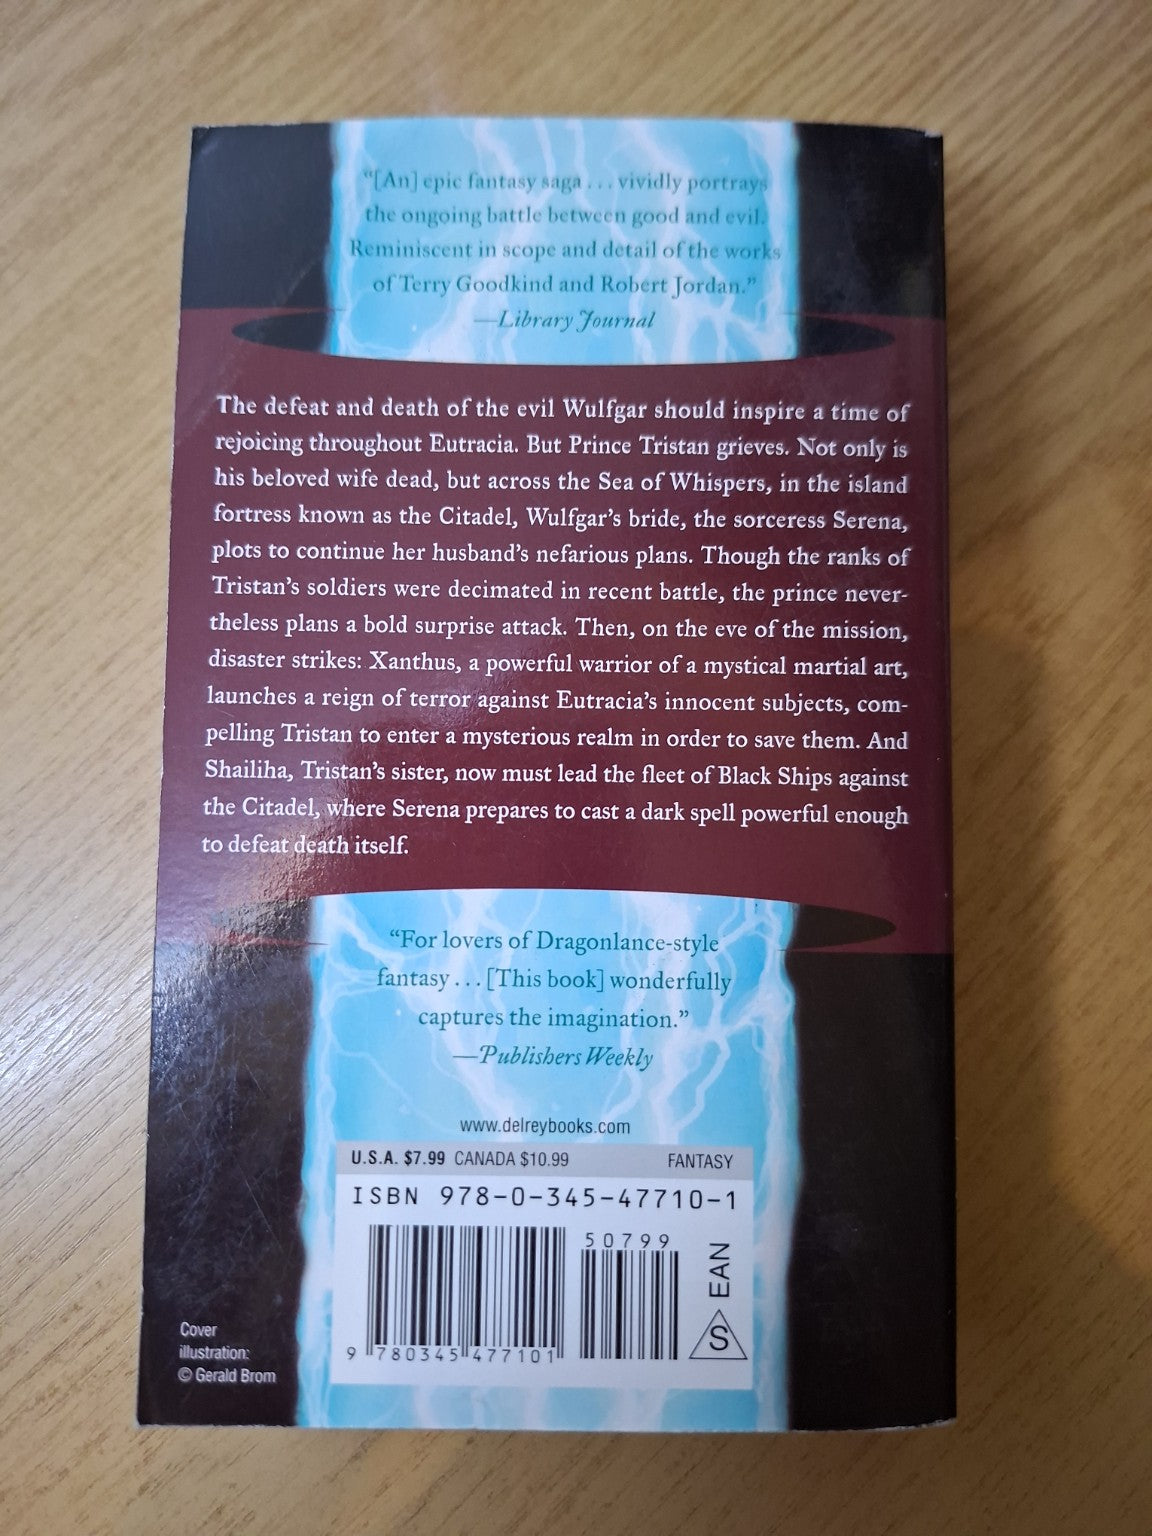 “[An] epic fantasy saga . . . vividly portrays
the ongoing battle between good and evil.
Reminiscent in scope and detail of the works
of Terry Goodkind and Robert Jordan.”
—Library Journal
The defeat and death of the evil Wulfgar should inspire a time of
rejoicing throughout Eutracia. But Prince Tristan grieves. Not only is
his beloved wife dead, but across the Sea of Whispers, in the island
fortress known as the Citadel, Wulfgar’s bride, the sorceress Serena,
plots to continue her husband’s nefarious plans. Though the ranks of
Tristan’s soldiers were decimated in recent battle, the prince never-
theless plans a bold surprise attack. Then, on the eve of the mission,
disaster strikes: Xanthus, a powerful warrior of a mystical martial art,
launches a reign of terror against Eutracia’s innocent subjects, com-
pelling Tristan to enter a mysterious realm in order to save them. And
Shailiha, Tristan’s sister, now must lead the fleet of Black Ships against
the Citadel, where Serena prepares to cast a dark spell powerful enough
to defeat death itself.
“For lovers of Dragonlance-style
fantasy . . . [This book] wonderfully
captures the imagination.”
—Publishers Weekly
www.delreybooks.com
U.S.A. $7.99 CANADA $10.99 FANTASY
ISBN 978-0-345-47710-1
50799
9 780345 477101
EAN
S
Cover
illustration:
© Gerald Brom